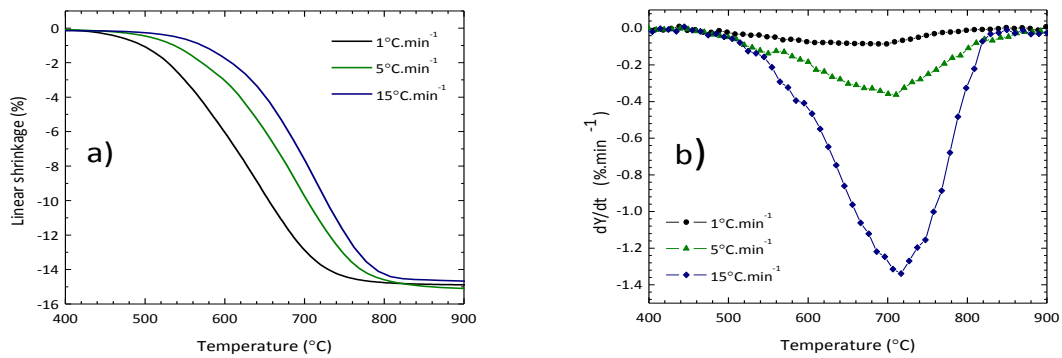 0
-2
-4
-6
-8
-10
-12
-14
-16
400 500 600 700 800 900
Linear shrinkage (%)
Temperature (°C)
a)
1°C.min⁻¹
5°C.min⁻¹
15°C.min⁻¹
0.0
-0.2
-0.4
-0.6
-0.8
-1.0
-1.2
-1.4
400 500 600 700 800 900
dY/dt (%.min ⁻¹)
Temperature (°C)
b)
1°C.min⁻¹
5°C.min⁻¹
15°C.min⁻¹